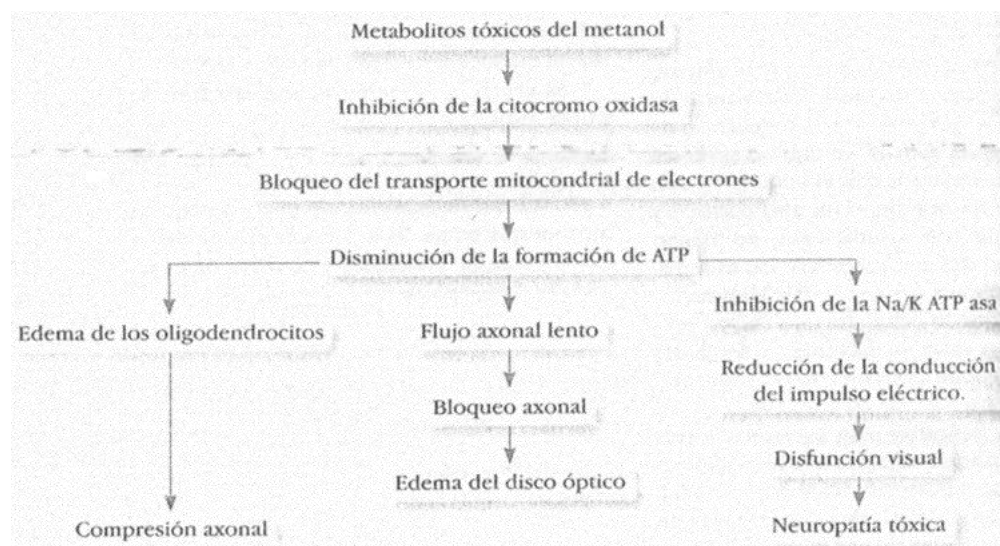 Metabolitos tóxicos del metanol
Inhibición de la citocromo oxidasa
Bloqueo del transporte mitocondrial de electrones
Disminución de la formación de ATP
Edema de los oligodendrocitos
Compresión axonal
Flujo axonal lento
Bloqueo axonal
Edema del disco óptico
Inhibición de la Na/K ATP asa
Reducción de la conducción
del impulso eléctrico.
Disfunción visual
Neuropatía tóxica